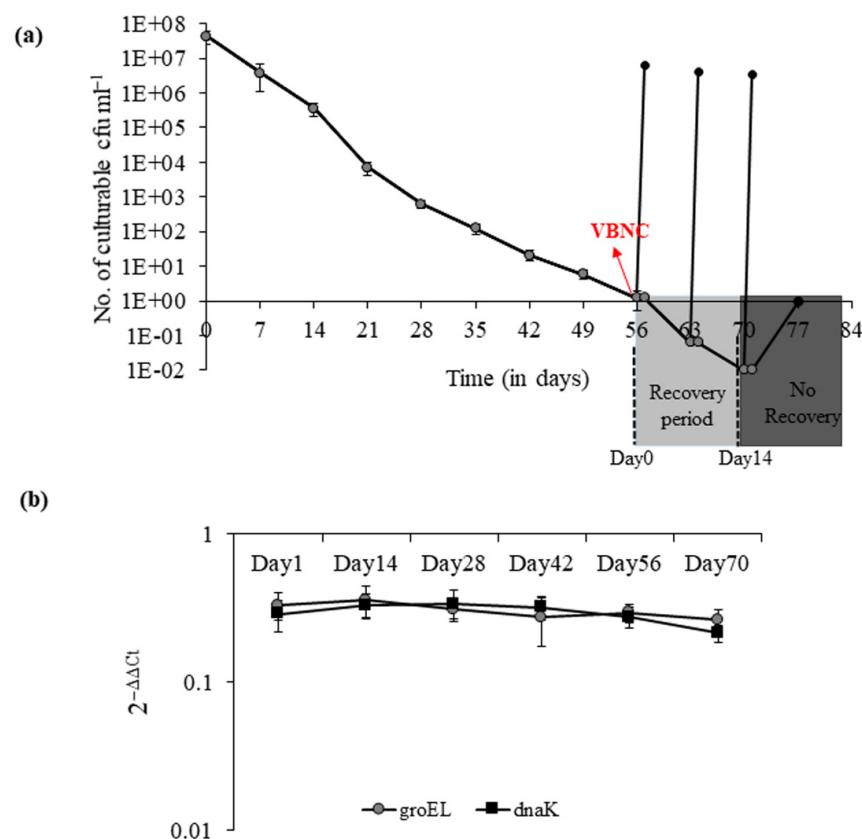 (a)
No. of culturable cfu ml⁻¹
1E+08
1E+07
1E+06
1E+05
1E+04
1E+03
1E+02
1E+01
1E+00
1E-01
1E-02
VBNC
0 7 14 21 28 35 42 49 56 63 70 77 84
Time (in days)
Recovery
period
No
Recovery
Day0
Day14
(b)
2⁻ΔΔCt
1
0.1
0.01
Day1 Day14 Day28 Day42 Day56 Day70
groEL dnaK